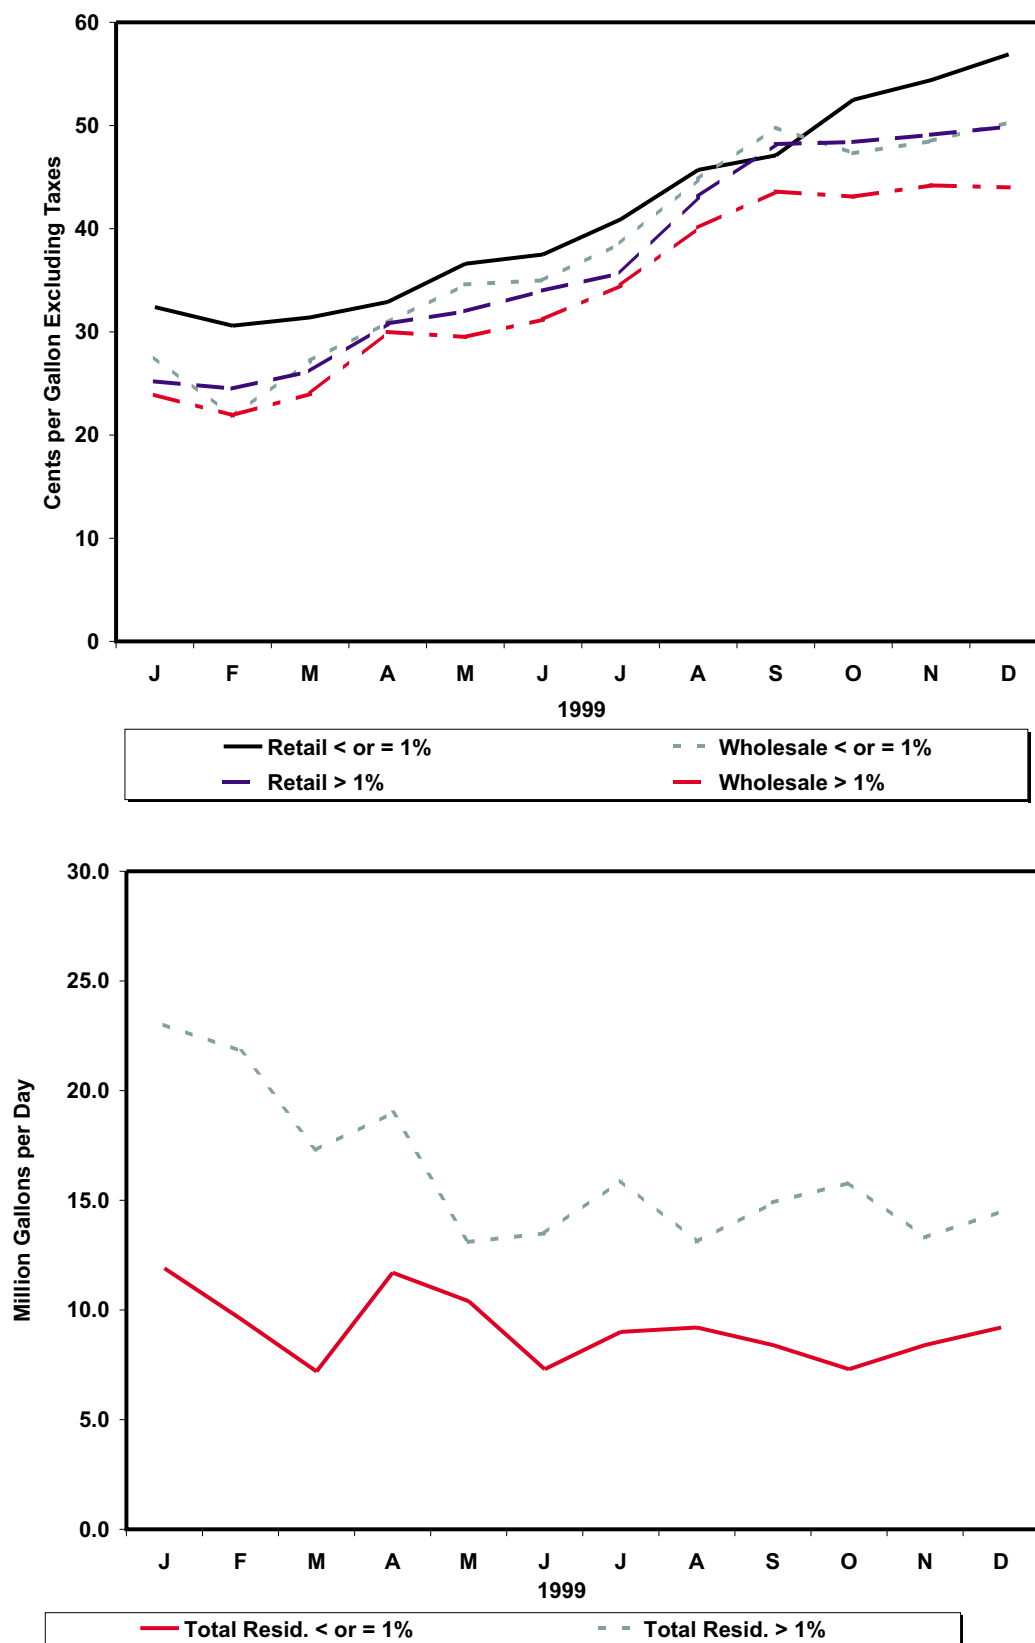 60
50
40
30
20
10
0
Cents per Gallon Excluding Taxes
J F M A M J J A S O N D
1999
Retail < or = 1% Wholesale < or = 1%
Retail > 1% Wholesale > 1%
30.0
25.0
20.0
15.0
10.0
5.0
0.0
Million Gallons per Day
J F M A M J J A S O N D
1999
Total Resid. < or = 1% Total Resid. > 1%